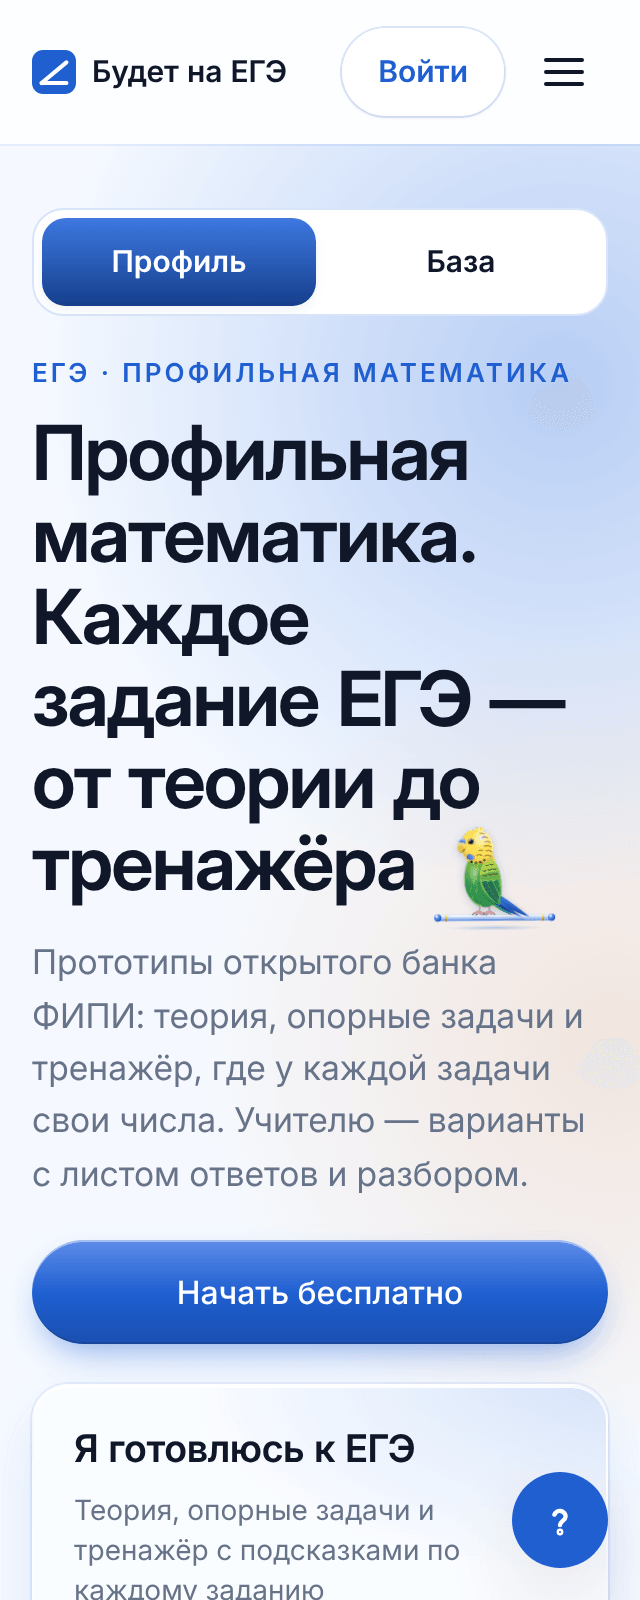 Будет на ЕГЭ
Войти
Профиль
База
ЕГЭ · ПРОФИЛЬНАЯ МАТЕМАТИКА
Профильная
математика.
Каждое
задание ЕГЭ —
от теории до
тренажёра
Прототипы открытого банка
ФИПИ: теория, опорные задачи и
тренажёр, где у каждой задачи
свои числа. Учителю — варианты
с листом ответов и разбором.
Начать бесплатно
Я готовлюсь к ЕГЭ
Теория, опорные задачи и
тренажёр с подсказками по
каждому заданию
?